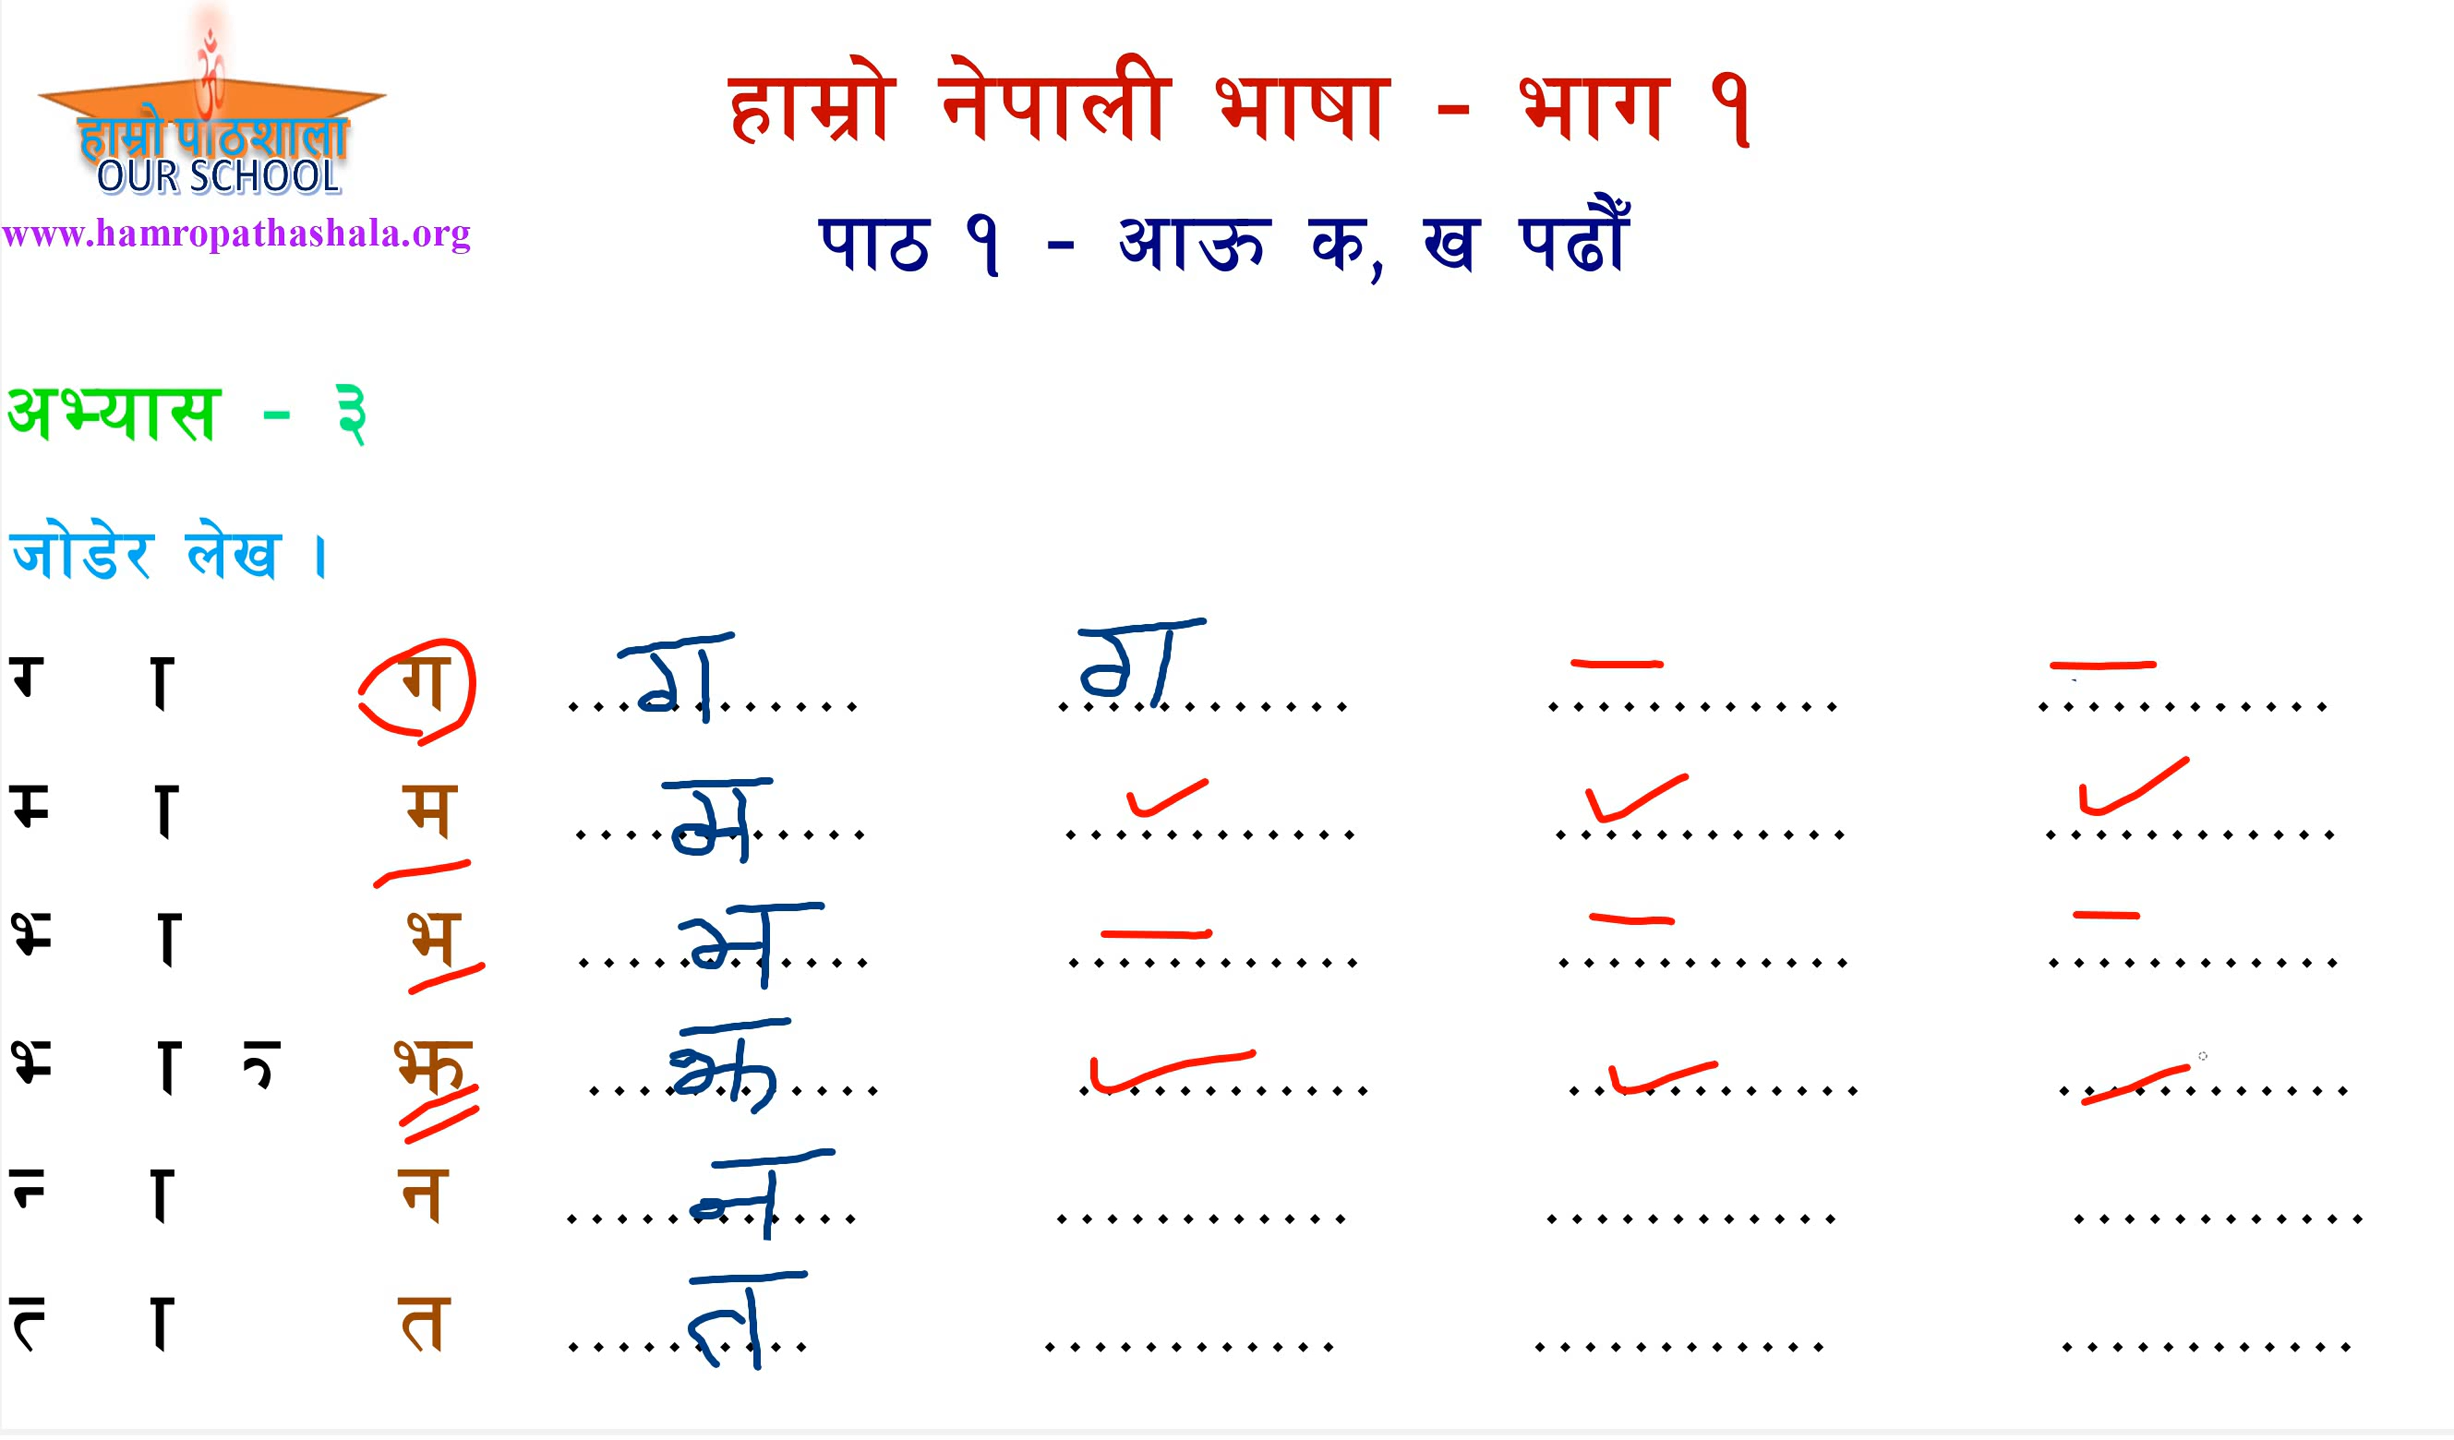 ॐ
हाम्रो पाठशाला
OUR SCHOOL
www.hamropathashala.org
हाम्रो नेपाली भाषा - भाग १
पाठ १ - आऊ क, ख पढौँ
अभ्यास - ३
जोडेर लेख ।
ग् ा ग ............ ग ............ ग ............ ............
म् ा म ............ म ............ ............ ............
भ् ा भ ............ भ ............ ............ ............
भ् ा झ ............ झ ............ ............ ............
न् ा न ............ न ............ ............ ............
त् ा त .......... त ............ ............ ............